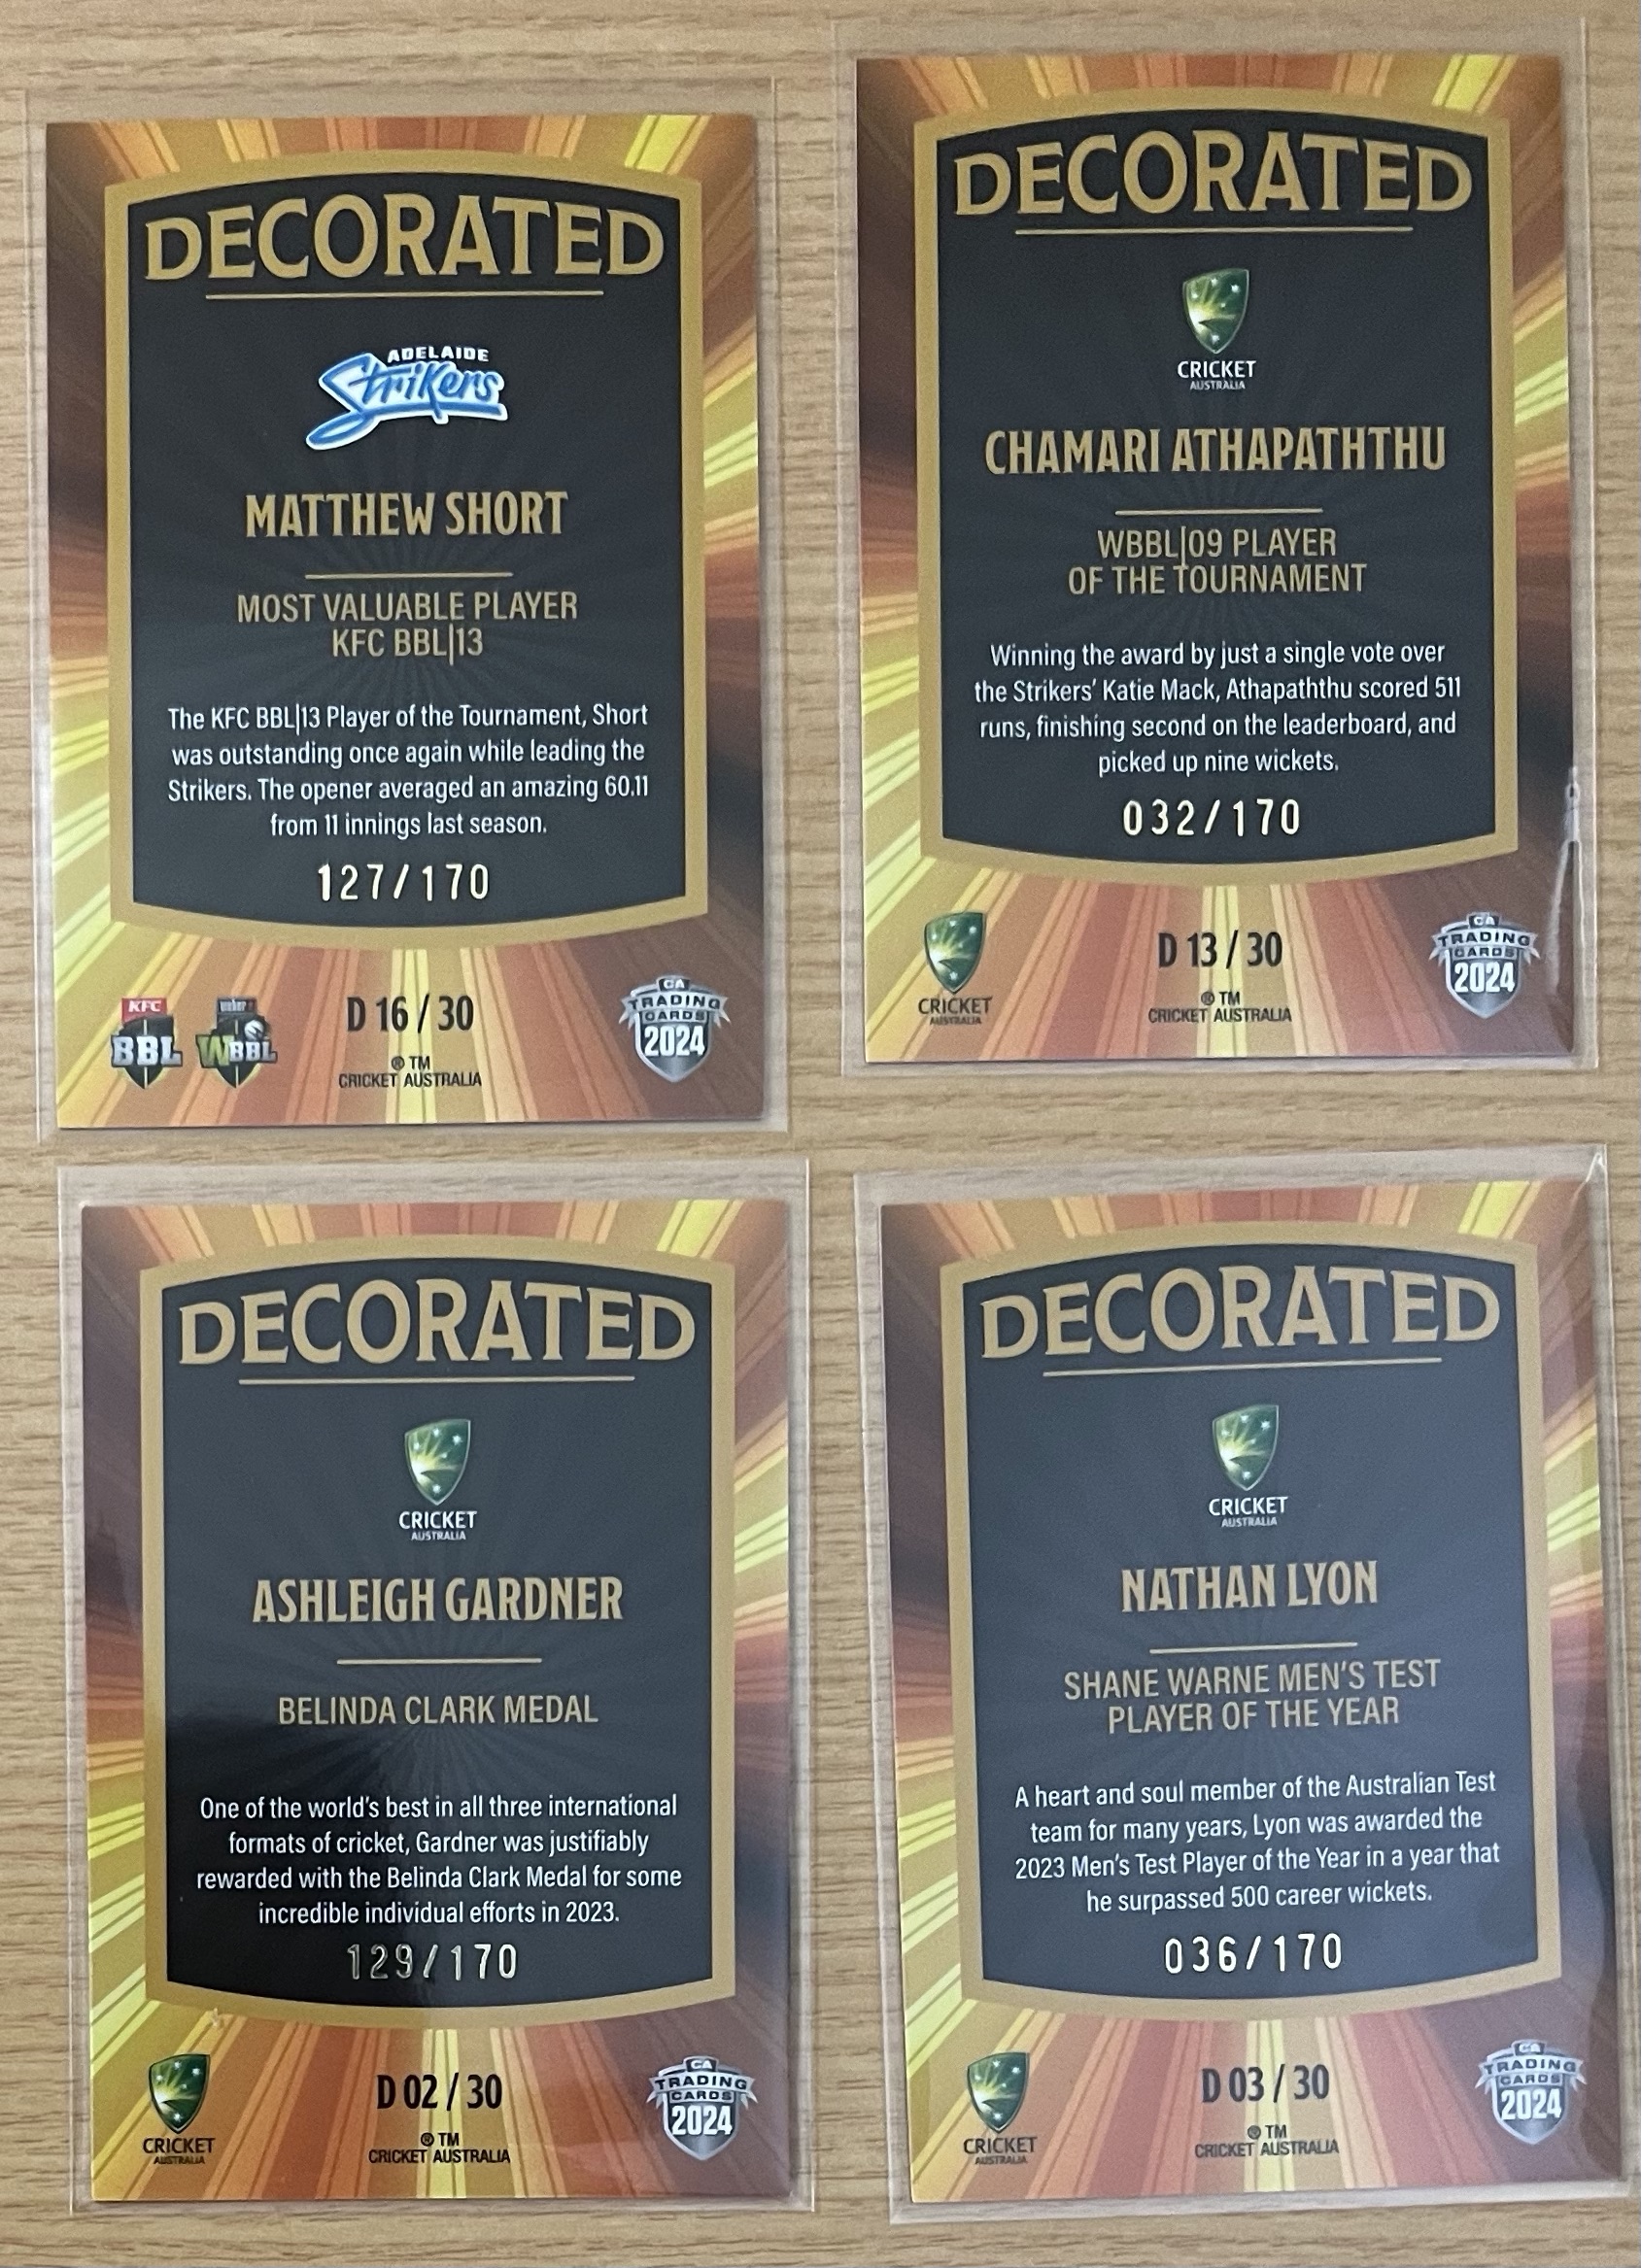 DECORATED
ADELAIDE
Strikers
MATTHEW SHORT
MOST VALUABLE PLAYER
KFC BBL|13
The KFC BBL|13 Player of the Tournament, Short
was outstanding once again while leading the
Strikers. The opener averaged an amazing 60.11
from 11 innings last season.
127/170
KFC
BBL
weber
WBBL
D 16 / 30
® TM
CRICKET AUSTRALIA
CA
TRADING
CARDS
2024
DECORATED
CRICKET
AUSTRALIA
CHAMARI ATHAPATHTHU
WBBL|09 PLAYER
OF THE TOURNAMENT
Winning the award by just a single vote over
the Strikers' Katie Mack, Athapaththu scored 511
runs, finishing second on the leaderboard, and
picked up nine wickets.
032/170
CRICKET
AUSTRALIA
D 13 / 30
® TM
CRICKET AUSTRALIA
CA
TRADING
CARDS
2024
DECORATED
CRICKET
AUSTRALIA
ASHLEIGH GARDNER
BELINDA CLARK MEDAL
One of the world's best in all three international
formats of cricket, Gardner was justifiably
rewarded with the Belinda Clark Medal for some
incredible individual efforts in 2023.
129/170
CRICKET
AUSTRALIA
D 02 / 30
® TM
CRICKET AUSTRALIA
CA
TRADING
CARDS
2024
DECORATED
CRICKET
AUSTRALIA
NATHAN LYON
SHANE WARNE MEN'S TEST
PLAYER OF THE YEAR
A heart and soul member of the Australian Test
team for many years, Lyon was awarded the
2023 Men's Test Player of the Year in a year that
he surpassed 500 career wickets.
036/170
CRICKET
AUSTRALIA
D 03 / 30
® TM
CRICKET AUSTRALIA
CA
TRADING
CARDS
2024